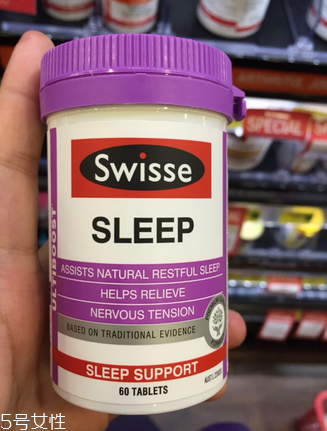 Swisse
SLEEP
ULTIBOOST
ASSISTS NATURAL RESTFUL SLEEP
HELPS RELIEVE
NERVOUS TENSION
BASED ON TRADITIONAL EVIDENCE
SLEEP SUPPORT
60 TABLETS
SPECIAL
5号女性